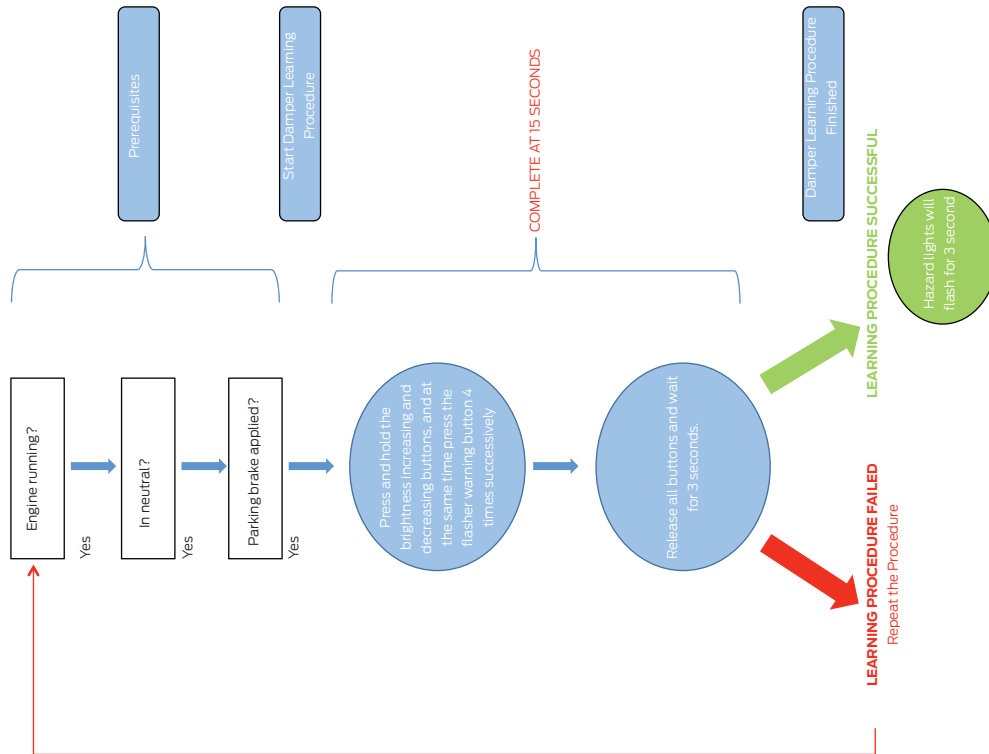 Engine running?
Yes
In neutral?
Yes
Parking brake applied?
Yes
Prerequisites
Start Damper Learning
Procedure
Press and hold the
brightness increasing and
decreasing buttons, and at
the same time press the
flasher warning button 4
times successively
Release all buttons and wait
for 3 seconds.
COMPLETE AT 15 SECONDS
Damper Learning Procedure
Finished
LEARNING PROCEDURE FAILED
Repeat the Procedure
LEARNING PROCEDURE SUCCESSFUL
Hazard lights will
flash for 3 second